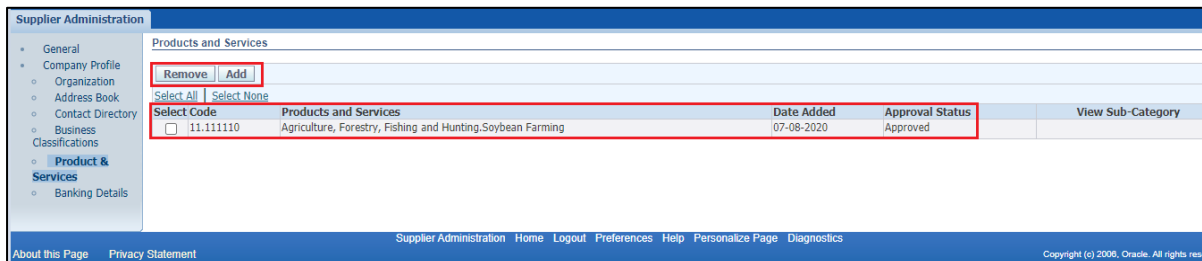 Supplier Administration
General
Company Profile
Organization
Address Book
Contact Directory
Business
Classifications
Product &
Services
Banking Details
Products and Services
Remove Add
Select All | Select None
Select Code Products and Services Date Added Approval Status View Sub-Category
11.111110 Agriculture, Forestry, Fishing and Hunting.Soybean Farming 07-08-2020 Approved
Supplier Administration Home Logout Preferences Help Personalize Page Diagnostics
About this Page Privacy Statement Copyright (c) 2006, Oracle. All rights res